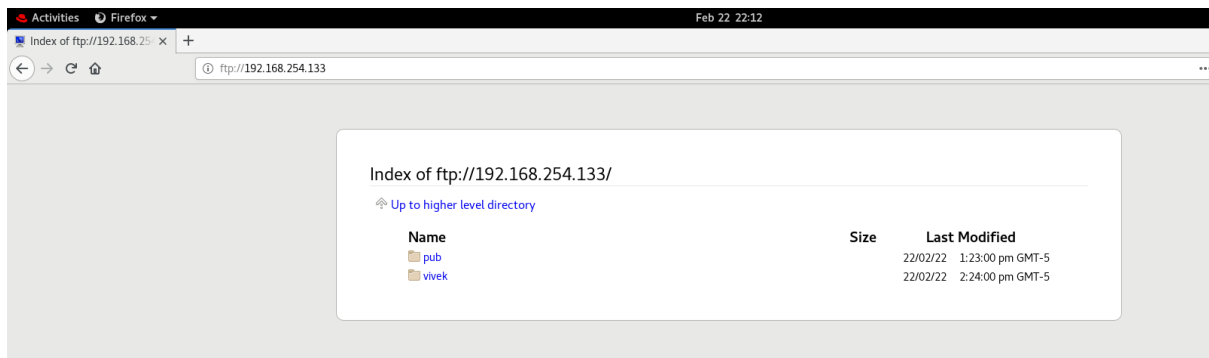 Activities Firefox Feb 22 22:12
Index of ftp://192.168.25
ftp://192.168.254.133
Index of ftp://192.168.254.133/
Up to higher level directory
Name Size Last Modified
pub 22/02/22 1:23:00 pm GMT-5
vivek 22/02/22 2:24:00 pm GMT-5